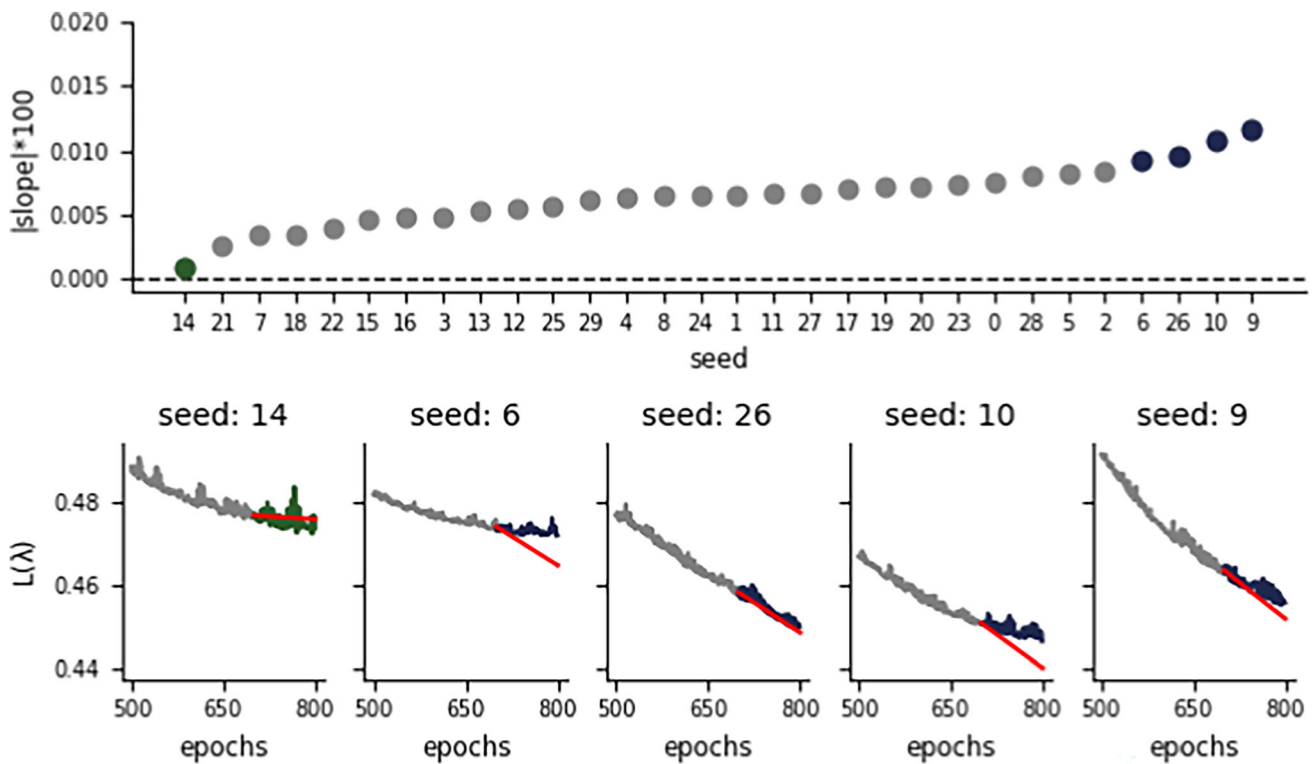 0.020
0.015
0.010
0.005
0.000
|slope|*100
14 21 7 18 22 15 16 3 13 12 25 29 4 8 24 1 11 27 17 19 20 23 0 28 5 2 6 26 10 9
seed
seed: 14 seed: 6 seed: 26 seed: 10 seed: 9
0.48
0.46
0.44
L(λ)
500 650 800 500 650 800 500 650 800 500 650 800 500 650 800
epochs epochs epochs epochs epochs